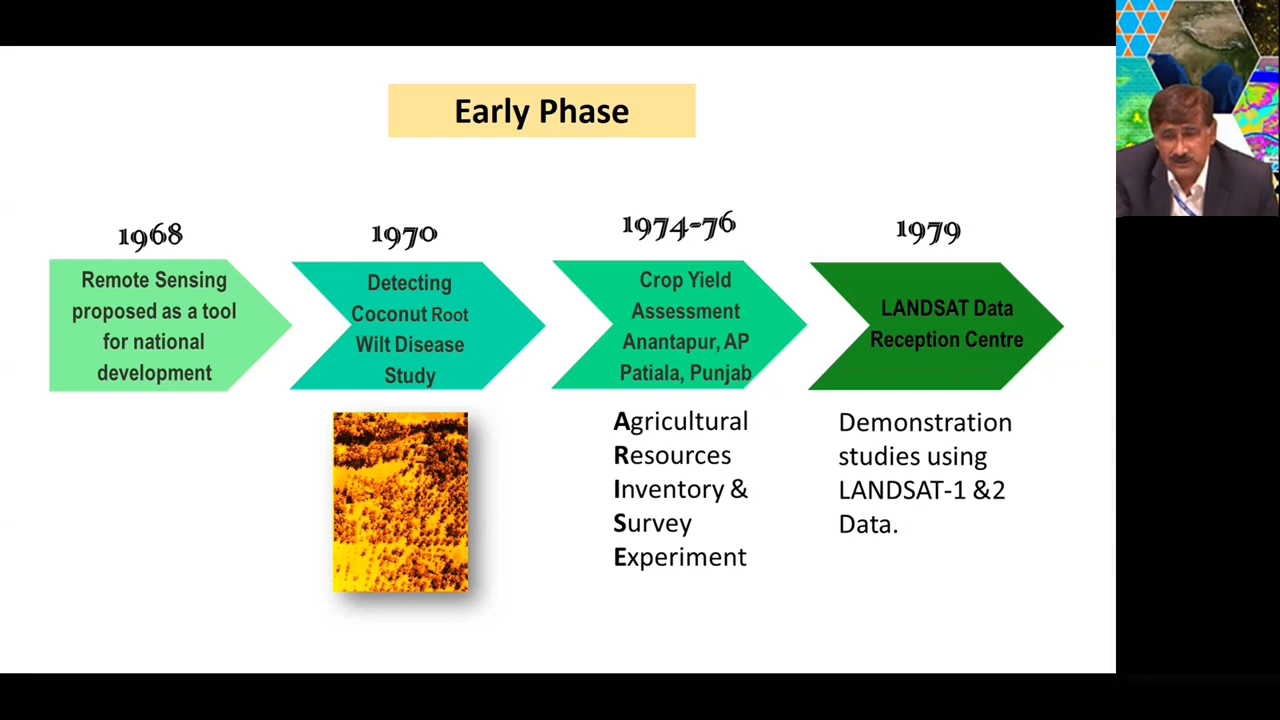 Early Phase
1968
Remote Sensing
proposed as a tool
for national
development
1970
Detecting
Coconut Root
Wilt Disease
Study
1974-76
Crop Yield
Assessment
Anantapur, AP
Patiala, Punjab
Agricultural
Resources
Inventory &
Survey
Experiment
1979
LANDSAT Data
Reception Centre
Demonstration
studies using
LANDSAT-1 &2
Data.